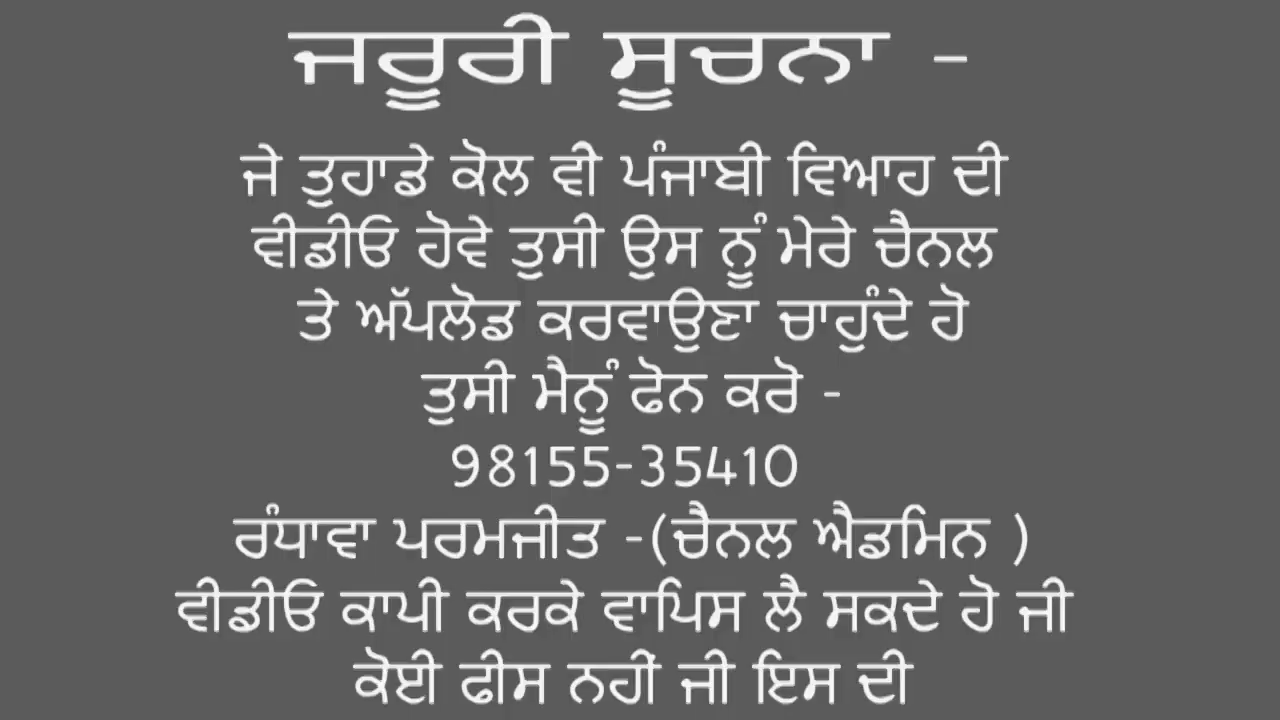 ਜਰੂਰੀ ਸੂਚਨਾ -
ਜੇ ਤੁਹਾਡੇ ਕੋਲ ਵੀ ਪੰਜਾਬੀ ਵਿਆਹ ਦੀ
ਵੀਡੀਓ ਹੋਵੇ ਤੁਸੀ ਉਸ ਨੂੰ ਮੇਰੇ ਚੈਨਲ
ਤੇ ਅੱਪਲੋਡ ਕਰਵਾਉਣਾ ਚਾਹੁੰਦੇ ਹੋ
ਤੁਸੀ ਮੈਨੂੰ ਫੋਨ ਕਰੋ -
98155-35410
ਰੰਧਾਵਾ ਪਰਮਜੀਤ -(ਚੈਨਲ ਐਡਮਿਨ )
ਵੀਡੀਓ ਕਾਪੀ ਕਰਕੇ ਵਾਪਿਸ ਲੈ ਸਕਦੇ ਹੋ ਜੀ
ਕੋਈ ਫੀਸ ਨਹੀਂ ਜੀ ਇਸ ਦੀ